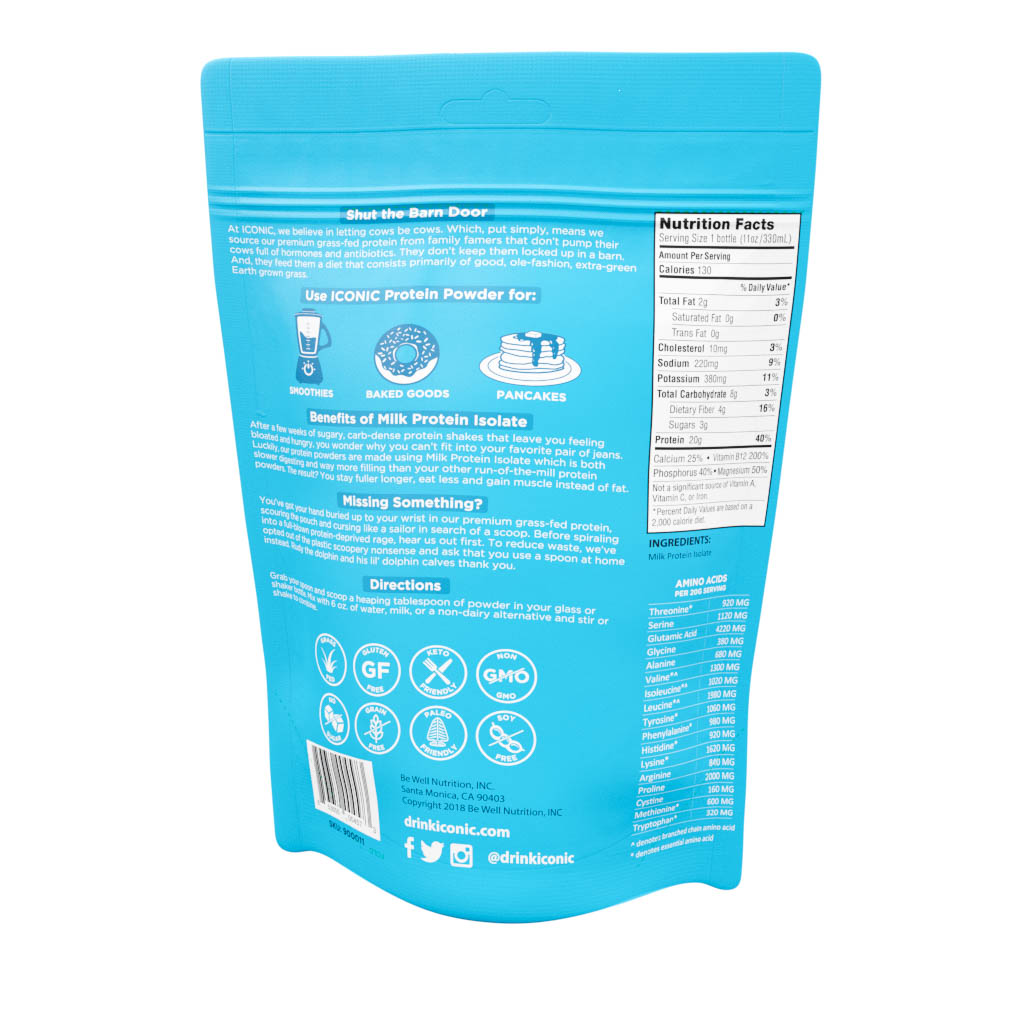 Shut the Barn Door
At ICONIC, we believe in letting cows be cows. Which, put simply, means we
source our premium grass-fed protein from family famers that don't pump their
cows full of hormones and antibiotics. They don't keep them locked up in a barn.
And, they feed them a diet that consists primarily of good, ole-fashion, extra-green
Earth grown grass.
Use ICONIC Protein Powder for:
SMOOTHIES
BAKED GOODS
PANCAKES
Benefits of Milk Protein Isolate
After a few weeks of sugary, carb-dense protein shakes that leave you feeling
bloated and hungry, you wonder why you can't fit into your favorite pair of jeans.
Luckily, our protein powders are made using Milk Protein Isolate which is both
slower digesting and way more filling than your other run-of-the-mill protein
powders. The result? You stay fuller longer, eat less and gain muscle instead of fat.
Missing Something?
You've got your hand buried up to your wrist in our premium grass-fed protein,
scouring the pouch and cursing like a sailor in search of a scoop. Before spiraling
into a full-blown protein-deprived rage, hear us out first. To reduce waste, we've
opted out of the plastic scoopery nonsense and ask that you use a spoon at home
instead. Rudy the dolphin and his lil' dolphin calves thank you.
Directions
Grab your spoon and scoop a heaping tablespoon of powder in your glass or
shaker bottle. Mix with 6 oz. of water, milk, or a non-dairy alternative and stir or
shake to combine.
GRASS
FED
GLUTEN
GF
FREE
KETO
FRIENDLY
NON
GMO
GMO
NO
SUGAR
GRAIN
FREE
PALEO
FRIENDLY
SOY
FREE
SKU: 900011
Be Well Nutrition, INC.
Santa Monica, CA 90403
Copyright 2018 Be Well Nutrition, INC
drinkiconic.com
@drinkiconic
Nutrition Facts
Serving Size 1 bottle (11oz/330mL)
Amount Per Serving
Calories 130
% Daily Value*
Total Fat 2g 3%
Saturated Fat 0g 0%
Trans Fat 0g
Cholesterol 10mg 3%
Sodium 220mg 9%
Potassium 380mg 11%
Total Carbohydrate 8g 3%
Dietary Fiber 4g 16%
Sugars 3g
Protein 20g 40%
Calcium 25% • Vitamin B12 200%
Phosphorus 40% • Magnesium 50%
Not a significant source of Vitamin A,
Vitamin C, or Iron.
*Percent Daily Values are based on a
2,000 calorie diet.
INGREDIENTS:
Milk Protein Isolate
AMINO ACIDS
PER 20G SERVING
Threonine* 920 MG
Serine 1120 MG
Glutamic Acid 4220 MG
Glycine 380 MG
Alanine 680 MG
Valine*^ 1300 MG
Isoleucine*^ 1020 MG
Leucine*^ 1980 MG
Tyrosine* 1060 MG
Phenylalanine* 980 MG
Histidine* 920 MG
Lysine* 1620 MG
Arginine 840 MG
Proline 2000 MG
Cystine 160 MG
Methionine* 600 MG
Tryptophan* 320 MG
^ denotes branched chain amino acid
* denotes essential amino acid